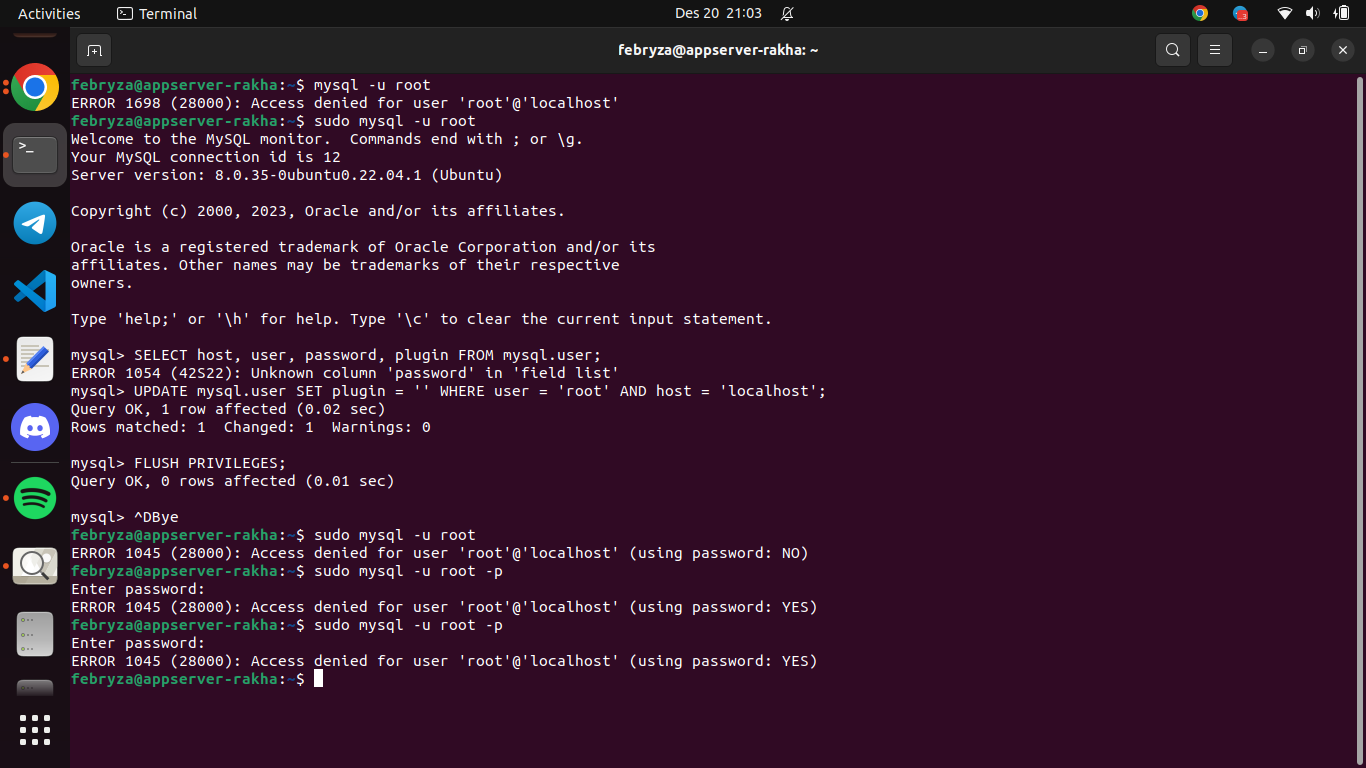 Activities
Terminal
Des 20 21:03
3
febryza@appserver-rakha: ~
febryza@appserver-rakha:~$ mysql -u root
ERROR 1698 (28000): Access denied for user 'root'@'localhost'
febryza@appserver-rakha:~$ sudo mysql -u root
Welcome to the MySQL monitor.  Commands end with ; or \g.
Your MySQL connection id is 12
Server version: 8.0.35-0ubuntu0.22.04.1 (Ubuntu)
Copyright (c) 2000, 2023, Oracle and/or its affiliates.
Oracle is a registered trademark of Oracle Corporation and/or its
affiliates. Other names may be trademarks of their respective
owners.
Type 'help;' or '\h' for help. Type '\c' to clear the current input statement.
mysql> SELECT host, user, password, plugin FROM mysql.user;
ERROR 1054 (42S22): Unknown column 'password' in 'field list'
mysql> UPDATE mysql.user SET plugin = '' WHERE user = 'root' AND host = 'localhost';
Query OK, 1 row affected (0.02 sec)
Rows matched: 1  Changed: 1  Warnings: 0
mysql> FLUSH PRIVILEGES;
Query OK, 0 rows affected (0.01 sec)
mysql> ^DBye
febryza@appserver-rakha:~$ sudo mysql -u root
ERROR 1045 (28000): Access denied for user 'root'@'localhost' (using password: NO)
febryza@appserver-rakha:~$ sudo mysql -u root -p
Enter password:
ERROR 1045 (28000): Access denied for user 'root'@'localhost' (using password: YES)
febryza@appserver-rakha:~$ sudo mysql -u root -p
Enter password:
ERROR 1045 (28000): Access denied for user 'root'@'localhost' (using password: YES)
febryza@appserver-rakha:~$